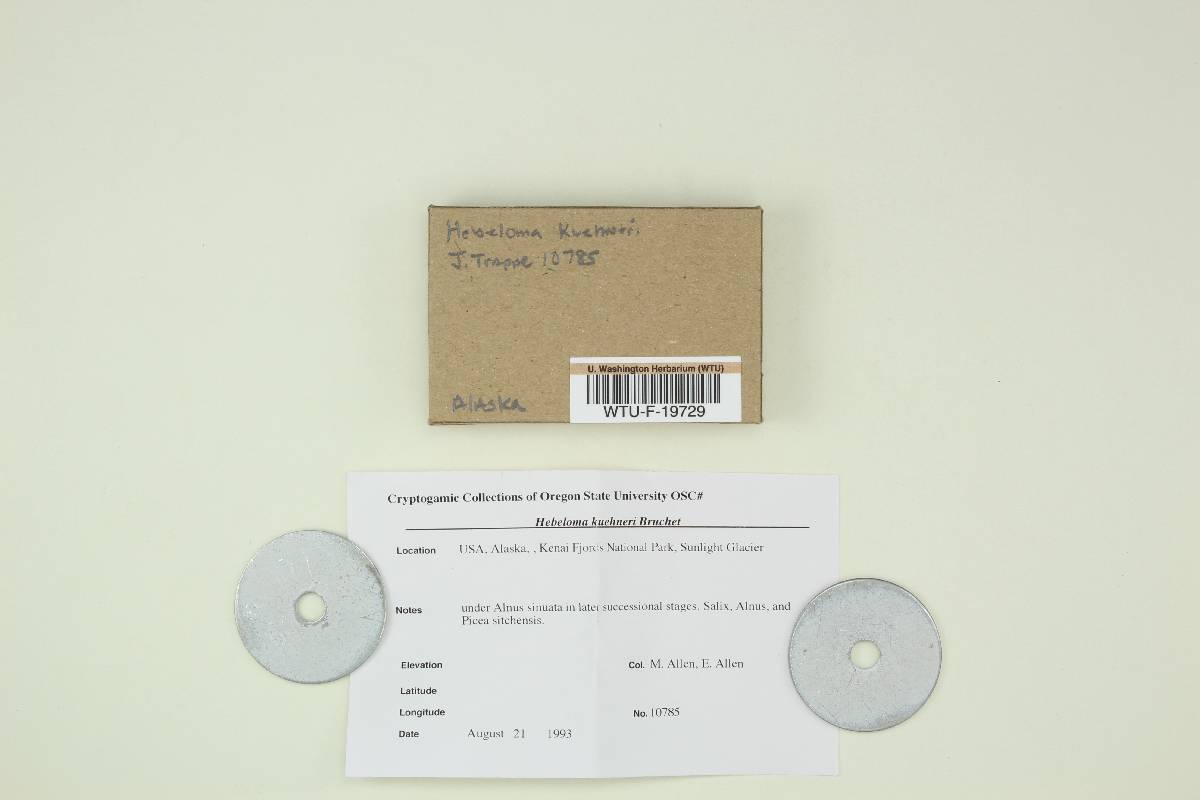 Hebeloma kuehneri.
J. Trappe 10785
Alaska
U. Washington Herbarium (WTU)
WTU-F-19729
Cryptogamic Collections of Oregon State University OSC#
Hebeloma kuehneri Bruchet
Location USA, Alaska, , Kenai Fjords National Park, Sunlight Glacier
Notes under Alnus sinuata in later successional stages. Salix, Alnus, and
Picea sitchensis.
Elevation Col. M. Allen, E. Allen
Latitude
Longitude No. 10785
Date August 21 1993